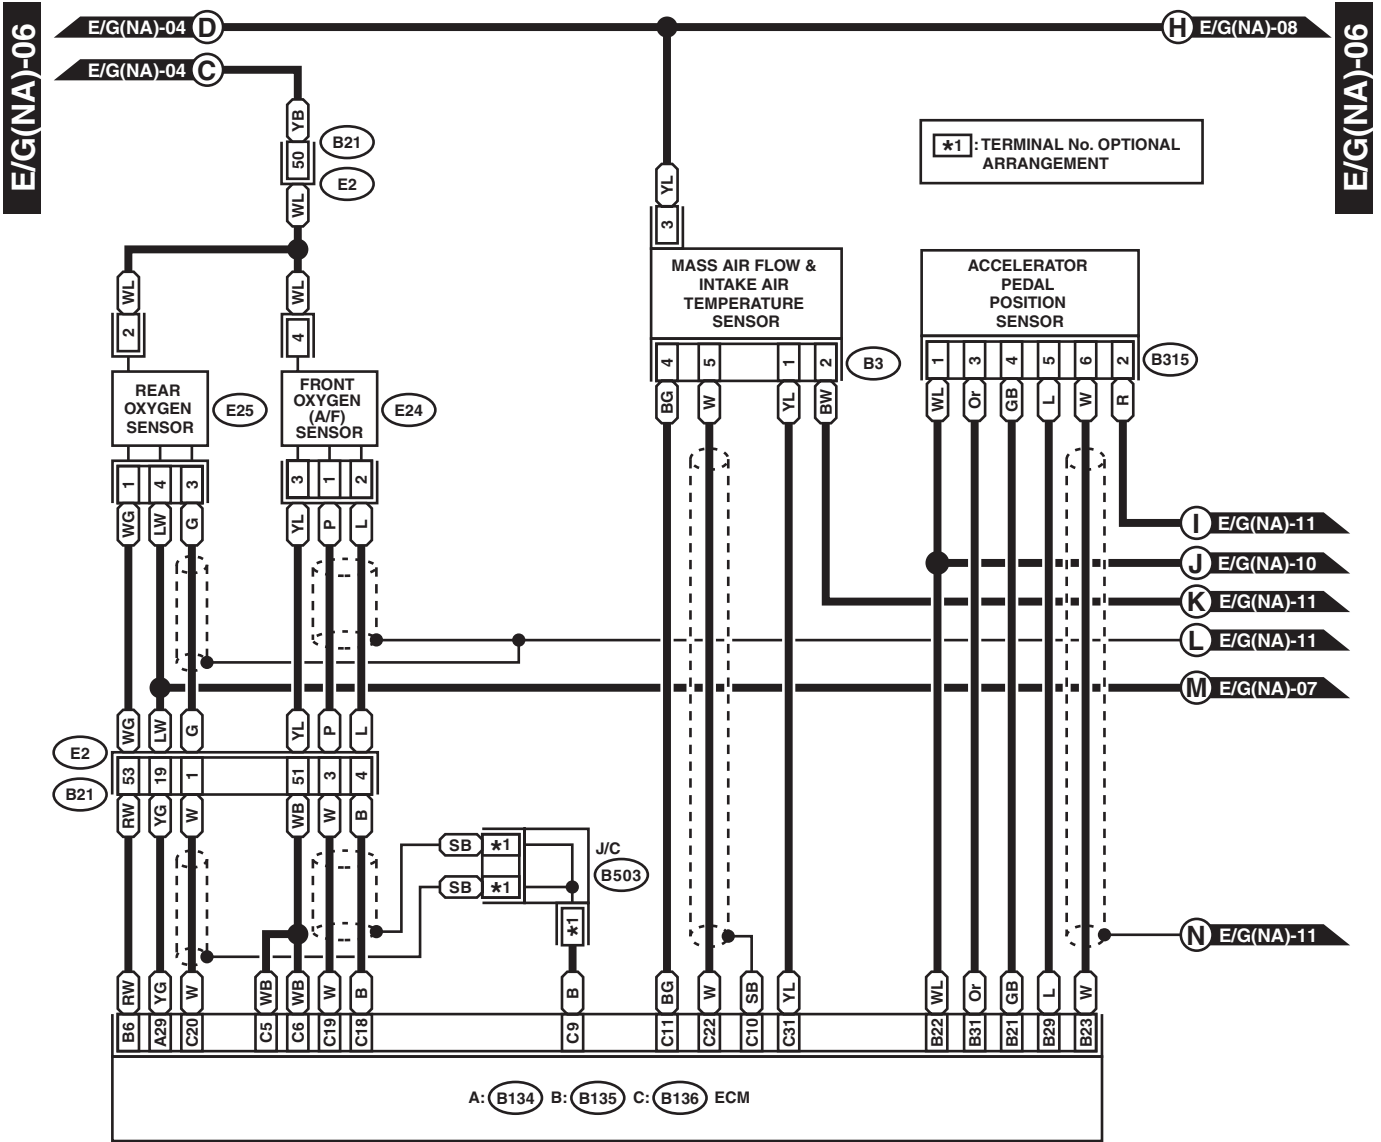 E/G(NA)-06
E/G(NA)-06
E/G(NA)-04 D
H E/G(NA)-08
E/G(NA)-04 C
YB
50
B21
E2
WL
*1 : TERMINAL No. OPTIONAL
ARRANGEMENT
YL
3
WL
WL
2
4
MASS AIR FLOW &
INTAKE AIR
TEMPERATURE
SENSOR
ACCELERATOR
PEDAL
POSITION
SENSOR
4 5 1 2
B3
1 3 4 5 6 2
B315
REAR
OXYGEN
SENSOR
E25
FRONT
OXYGEN
(A/F)
SENSOR
E24
BG W YL BW
WL Or GB L W R
1 4 3
3 1 2
WG LW G
YL P L
I E/G(NA)-11
J E/G(NA)-10
K E/G(NA)-11
L E/G(NA)-11
M E/G(NA)-07
WG LW G YL P L
E2
53 19 1 51 3 4
B21
RW YG W WB W B
SB *1
J/C
B503
SB *1
*1
N E/G(NA)-11
RW YG W WB WB W B B BG W SB YL WL Or GB L W
B6 A29 C20 C5 C6 C19 C18 C9 C11 C22 C10 C31 B22 B31 B21 B29 B23
A: B134 B: B135 C: B136 ECM